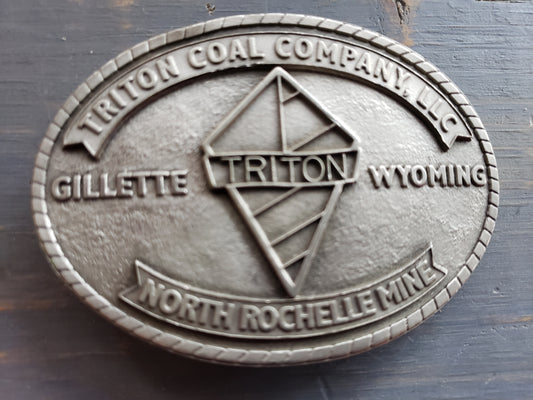 TRITON COAL COMPANY, LLC
GILLETTE TRITON WYOMING
NORTH ROCHELLE MINE